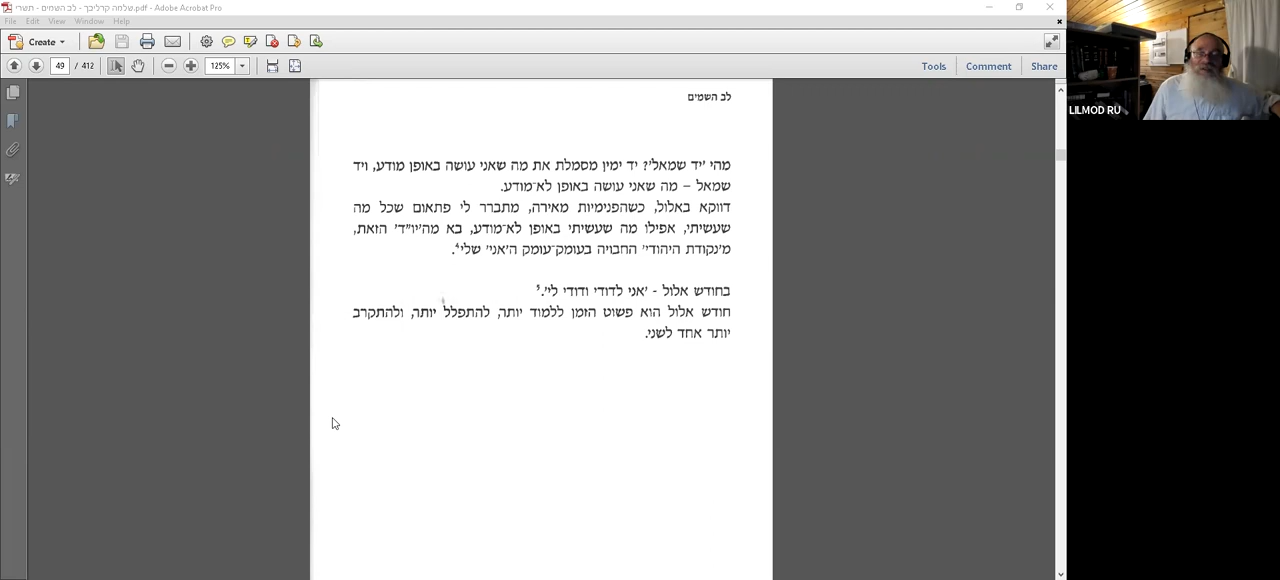 שלמה קרליבך - לב השמים - תשרי.pdf - Adobe Acrobat Pro
File Edit View Window Help
Create
49 / 412 125% Tools Comment Share
LILMOD RU
לב השמים
מהי 'יד שמאל'? יד ימין מסמלת את מה שאני עושה באופן מודע, ויד
שמאל – מה שאני עושה באופן לא־מודע.
דווקא באלול, כשהפנימיות מאירה, מתברר לי פתאום שכל מה
שעשיתי, אפילו מה שעשיתי באופן לא־מודע, בא מה'יו"ד' הזאת,
מ'נקודת היהודי' החבויה בעומק־עומק ה'אני' שלי⁴.
בחודש אלול - 'אני לדודי ודודי לי'.⁵
חודש אלול הוא פשוט הזמן ללמוד יותר, להתפלל יותר, ולהתקרב
יותר אחד לשני.